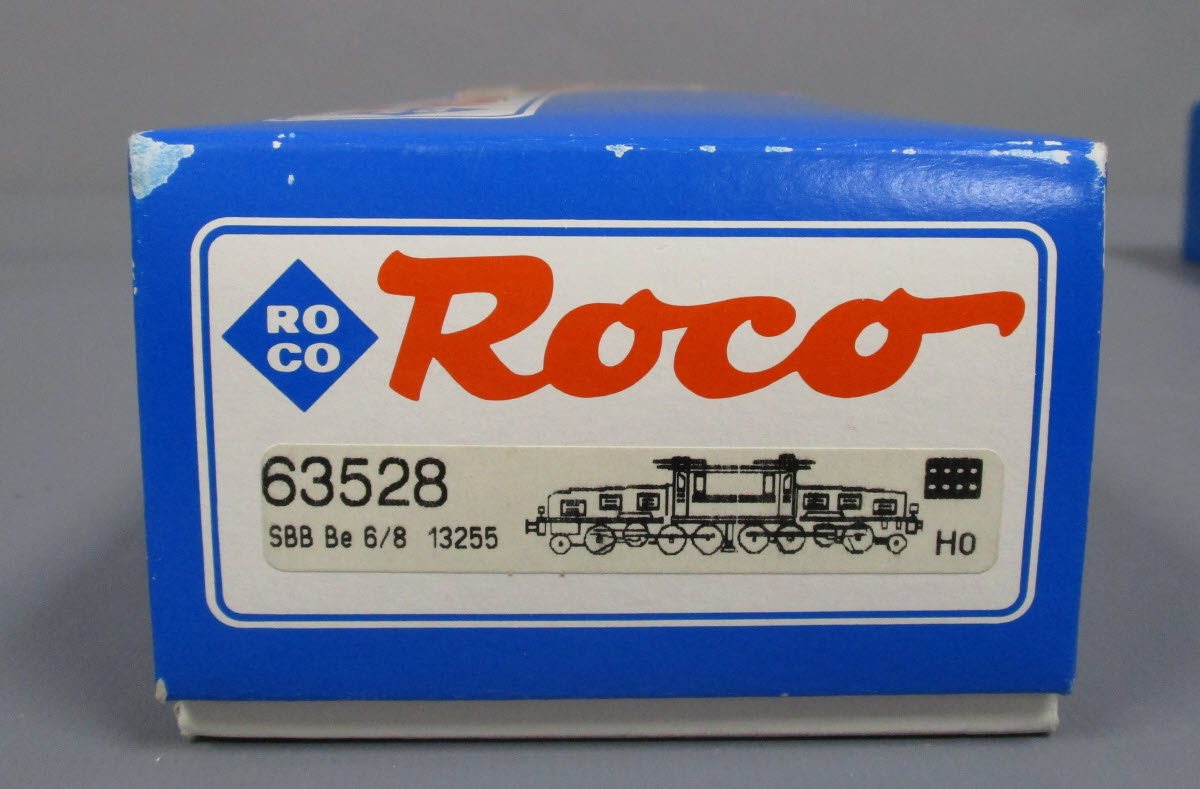 RO
CO
Roco
63528
SBB Be 6/8 13255
H0